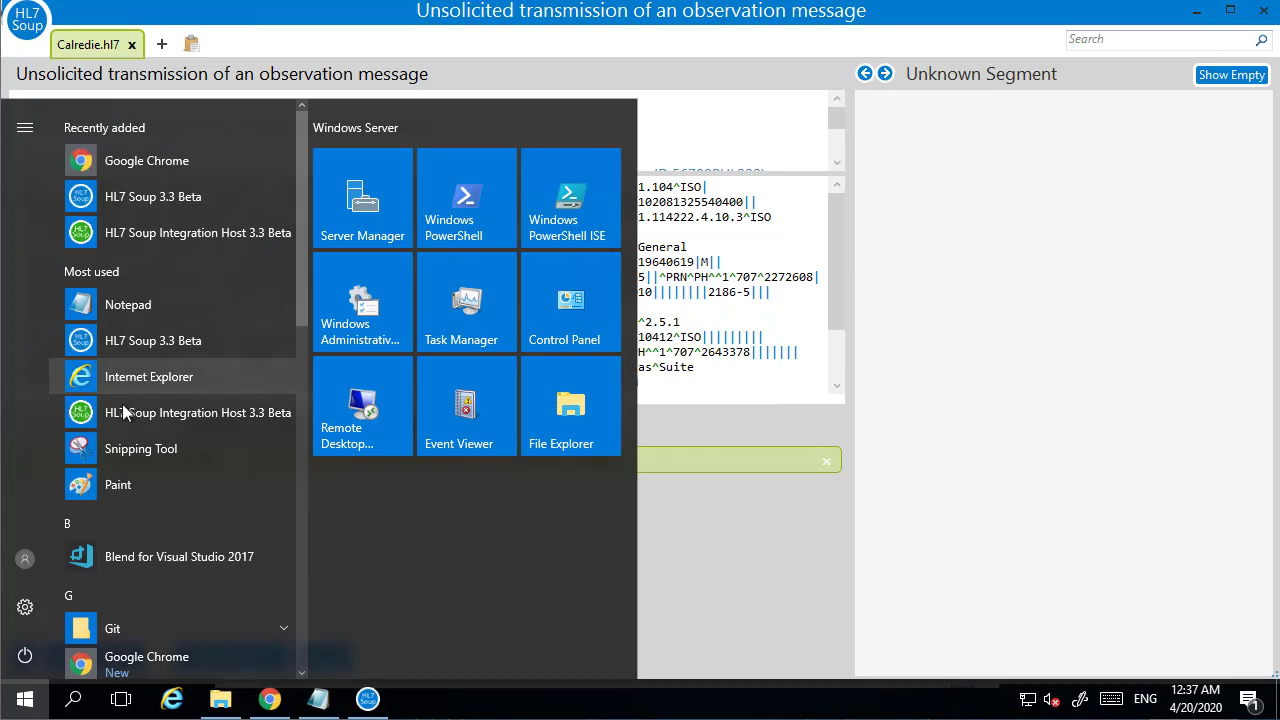 HL7
Soup
Unsolicited transmission of an observation message
Calredie.hl7
Search
Unsolicited transmission of an observation message
Unknown Segment
Show Empty
Recently added
Google Chrome
HL7 Soup 3.3 Beta
HL7 Soup Integration Host 3.3 Beta
Most used
Notepad
HL7 Soup 3.3 Beta
Internet Explorer
HL7 Soup Integration Host 3.3 Beta
Snipping Tool
Paint
B
Blend for Visual Studio 2017
G
Git
Google Chrome
New
Windows Server
Server Manager
Windows
PowerShell
Windows
PowerShell ISE
Windows
Administrativ...
Task Manager
Control Panel
Remote
Desktop...
Event Viewer
File Explorer
1.104^ISO|
102081325540400||
1.114222.4.10.3^ISO
General
19640619|M||
5||^PRN^PH^^1^707^2272608|
10||||||||2186-5|||
^2.5.1
10412^ISO|||||||||
H^^1^707^2643378|||||||
as^Suite
ENG
12:37 AM
4/20/2020
1